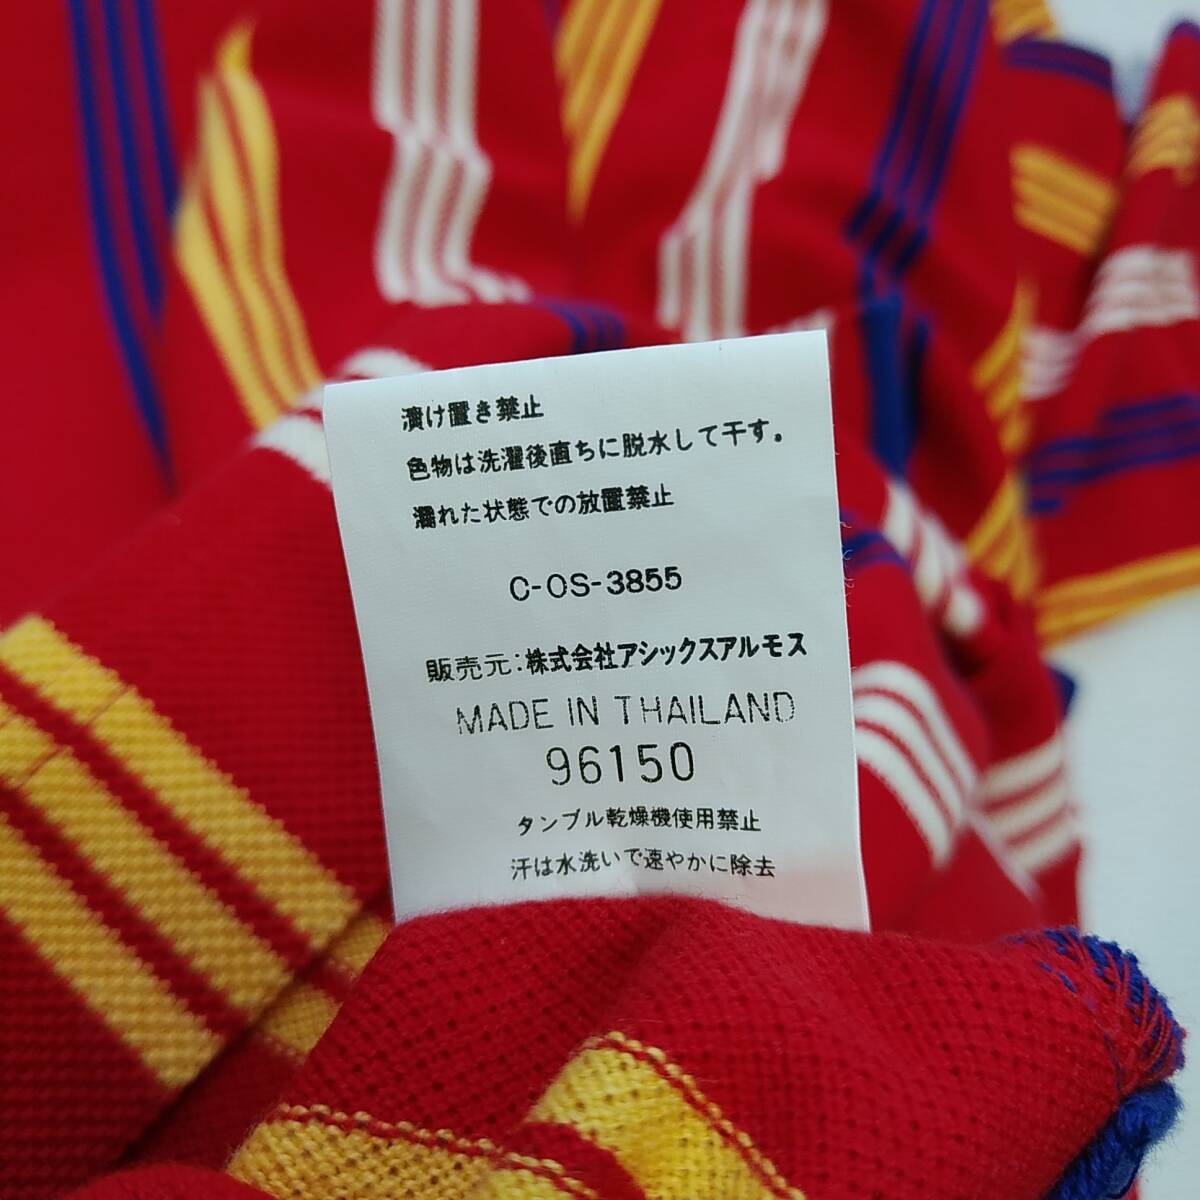 漬け置き禁止
色物は洗濯後直ちに脱水して干す。
濡れた状態での放置禁止
C-OS-3855
販売元:株式会社アシックスアルモス
MADE IN THAILAND
96150
タンブル乾燥機使用禁止
汗は水洗いで速やかに除去